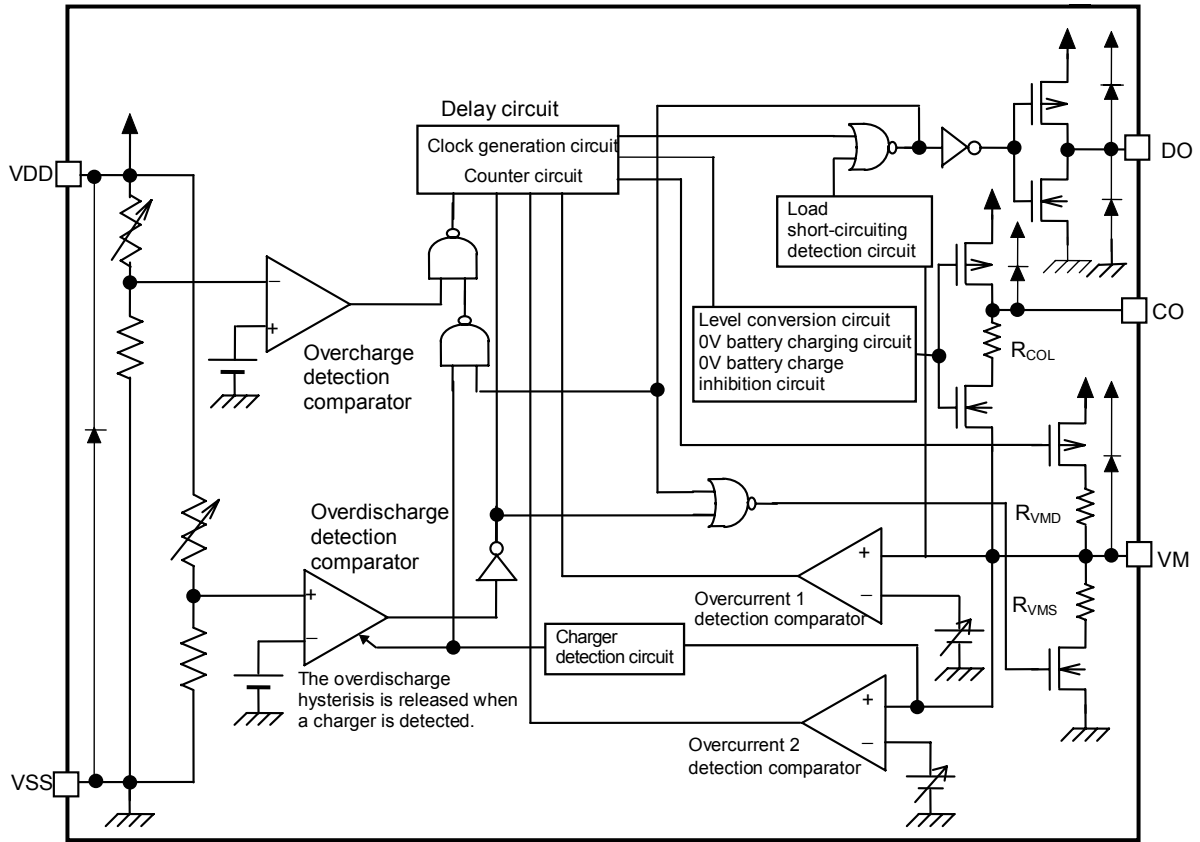 Delay circuit
Clock generation circuit
Counter circuit
VDD
DO
Load
short-circuiting
detection circuit
CO
Level conversion circuit
0V battery charging circuit
0V battery charge
inhibition circuit
RCOL
−
+
Overcharge
detection
comparator
Overdischarge
detection
comparator
RVMD
+
−
VM
Overcurrent 1
detection comparator
RVMS
+
−
Charger
detection circuit
The overdischarge
hysterisis is released when
a charger is detected.
+
−
Overcurrent 2
detection comparator
VSS